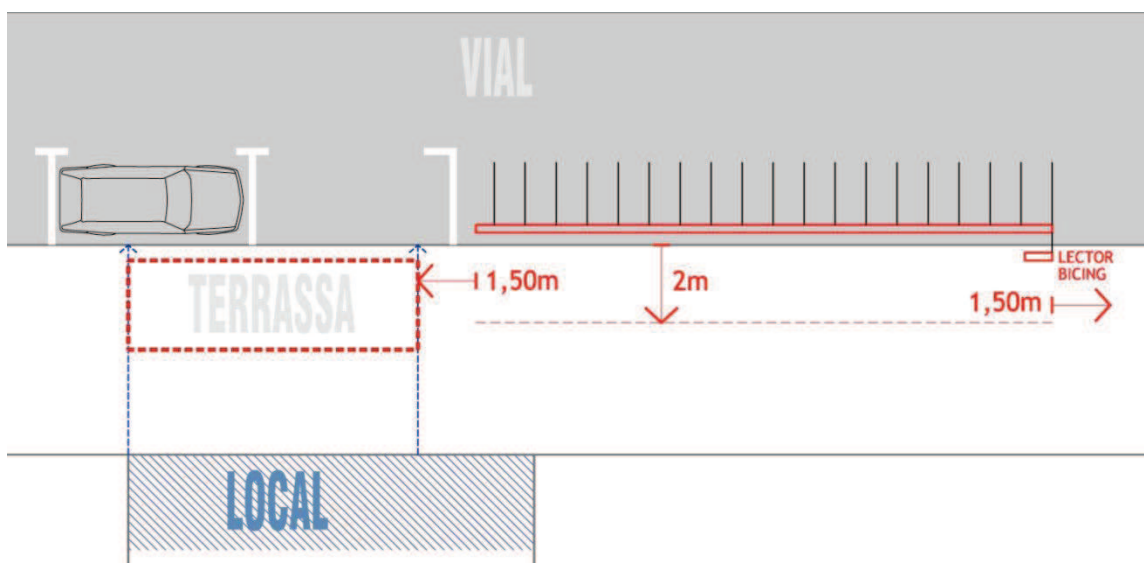 VIAL
TERRASSA
1,50m
2m
LECTOR
BICING
1,50m
LOCAL